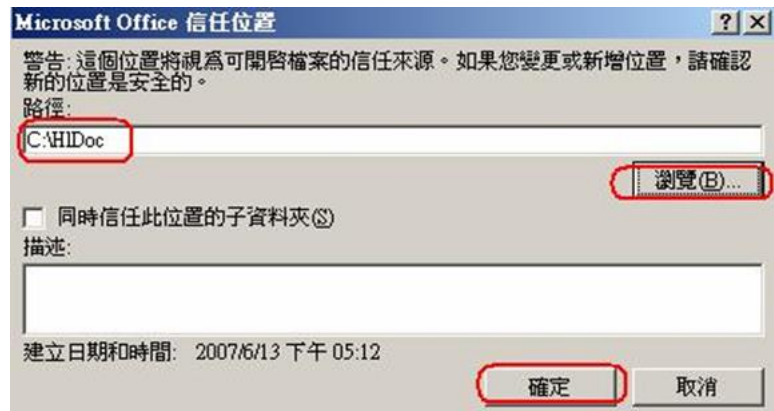 Microsoft Office 信任位置
警告: 這個位置將視為可開啓檔案的信任來源。如果您變更或新增位置，請確認
新的位置是安全的。
路徑:
C:\HIDoc
瀏覽(B)...
同時信任此位置的子資料夾(S)
描述:
建立日期和時間: 2007/6/13 下午 05:12
確定 取消